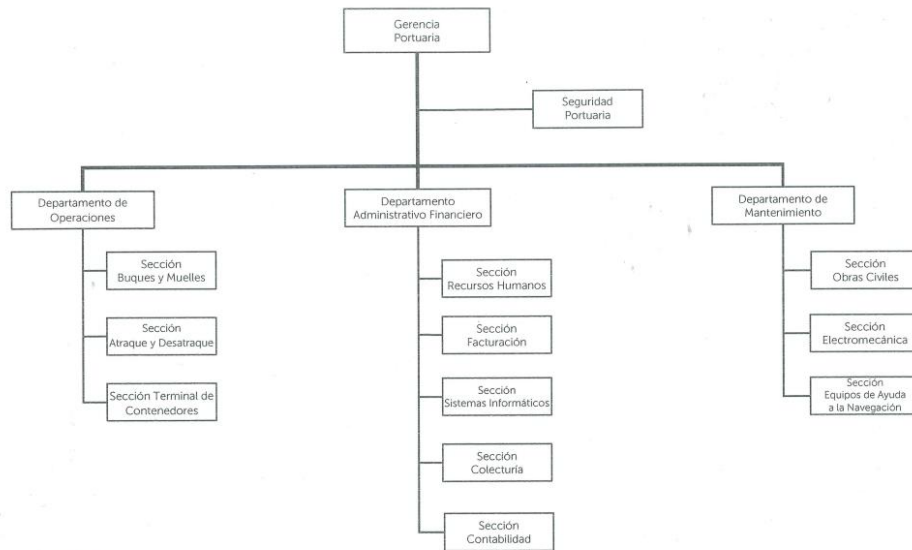 Gerencia
Portuaria
Seguridad
Portuaria
Departamento de
Operaciones
Departamento
Administrativo Financiero
Departamento de
Mantenimiento
Sección
Buques y Muelles
Sección
Atraque y Desatraque
Sección Terminal de
Contenedores
Sección
Recursos Humanos
Sección
Facturación
Sección
Sistemas Informáticos
Sección
Colecturía
Sección
Contabilidad
Sección
Obras Civiles
Sección
Electromecánica
Sección
Equipos de Ayuda
a la Navegación